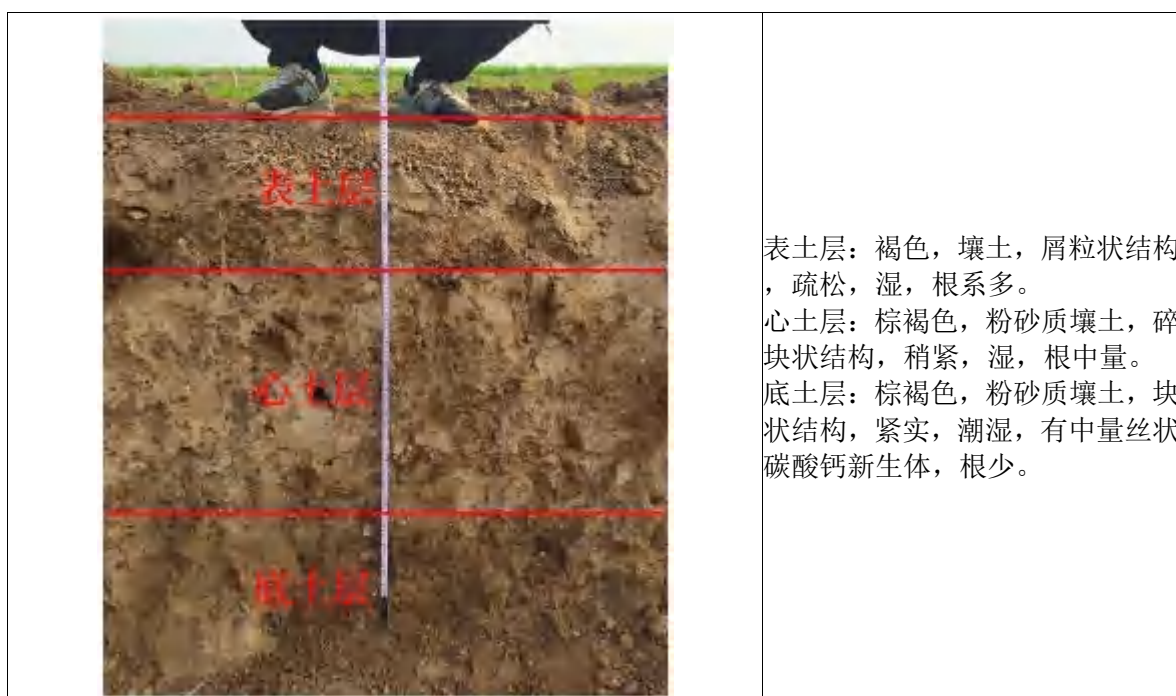 表土层
心土层
底土层
表土层：褐色，壤土，屑粒状结构
，疏松，湿，根系多。
心土层：棕褐色，粉砂质壤土，碎
块状结构，稍紧，湿，根中量。
底土层：棕褐色，粉砂质壤土，块
状结构，紧实，潮湿，有中量丝状
碳酸钙新生体，根少。